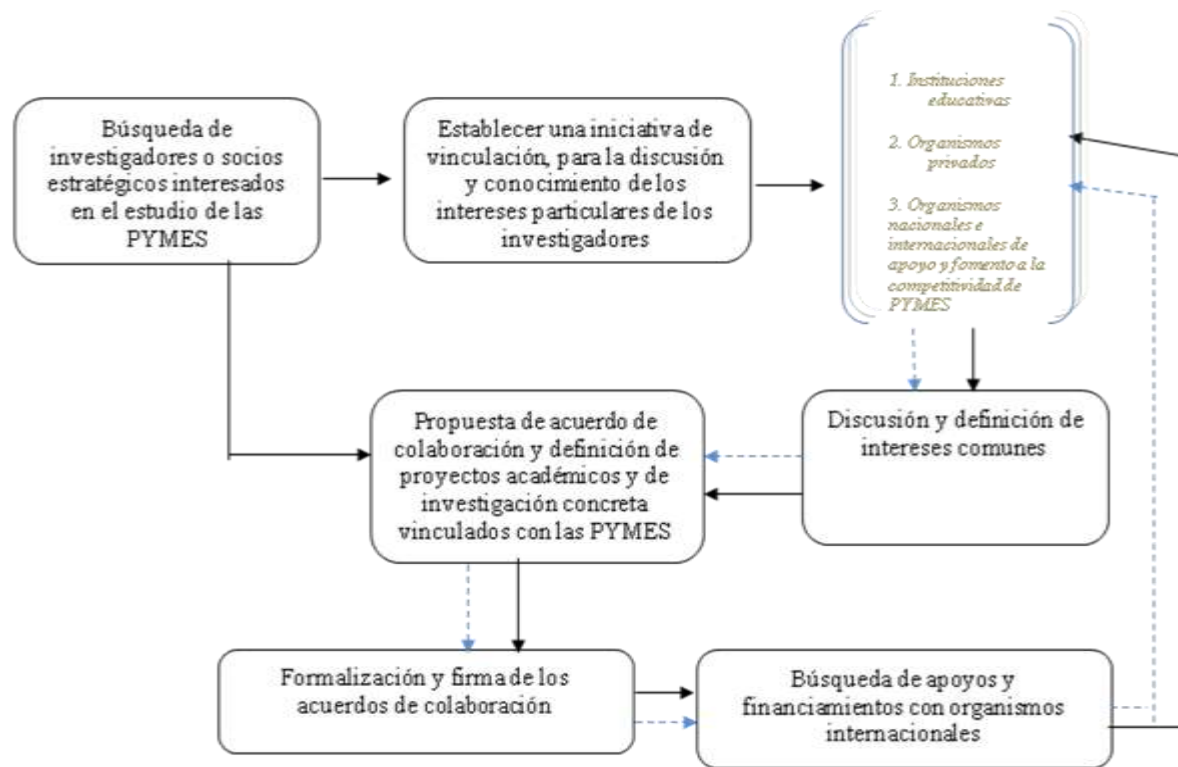 Búsqueda de
investigadores o socios
estratégicos interesados
en el estudio de las
PYMES
Establecer una iniciativa de
vinculación, para la discusión
y conocimiento de los
intereses particulares de los
investigadores
1. Instituciones
educativas
2. Organismos
privados
3. Organismos
nacionales e
internacionales de
apoyo y fomento a la
competitividad de
PYMES
Propuesta de acuerdo de
colaboración y definición de
proyectos académicos y de
investigación concreta
vinculados con las PYMES
Discusión y definición de
intereses comunes
Formalización y firma de los
acuerdos de colaboración
Búsqueda de apoyos y
financiamientos con organismos
internacionales